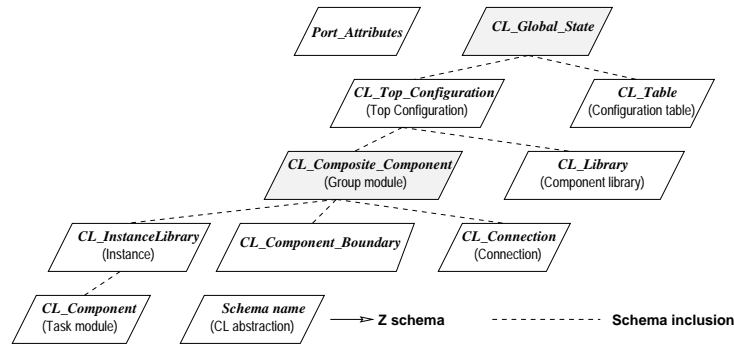 Port_Attributes
CL_Global_State
CL_Top_Configuration
(Top Configuration)
CL_Table
(Configuration table)
CL_Composite_Component
(Group module)
CL_Library
(Component library)
CL_InstanceLibrary
(Instance)
CL_Component_Boundary
CL_Connection
(Connection)
CL_Component
(Task module)
Schema name
(CL abstraction)
Z schema
Schema inclusion